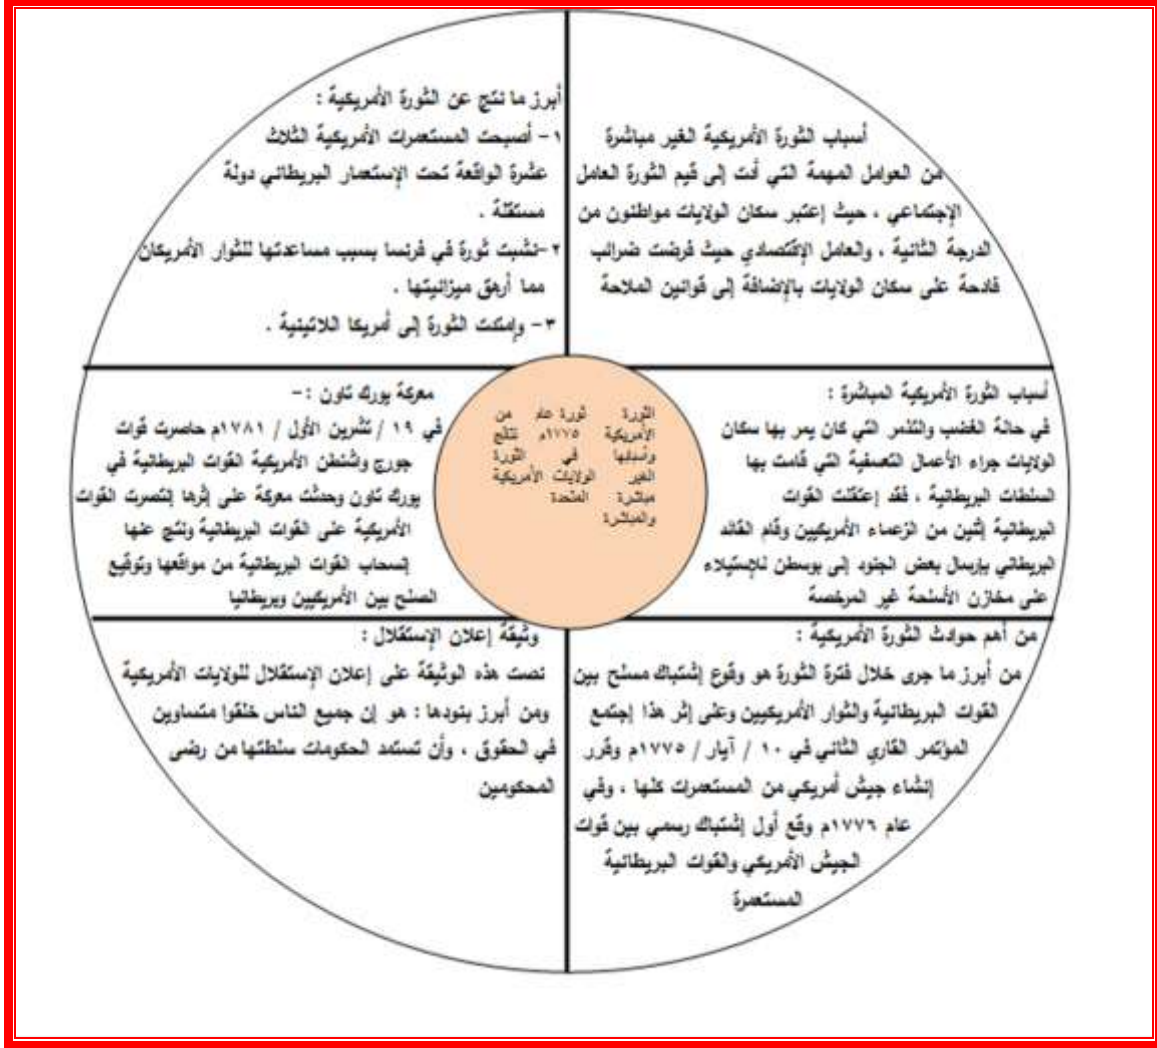 أسباب الثورة الأمريكية الغير مباشرة
من العوامل المهمة التي أدت إلى قيم الثورة العامل
الإجتماعي ، حيث إعتبر سكان الولايات مواطنون من
الدرجة الثانية ، والعامل الإقتصادي حيث فرضت ضرائب
فادحة على سكان الولايات بالإضافة إلى قوانين الملاحة
أسباب الثورة الأمريكية المباشرة :
في حالة الغضب والتذمر التي كان يمر بها سكان
الولايات جراء الأعمال التعسفية التي قامت بها
السلطات البريطانية ، فقد إعتقلت القوات
البريطانية إثنين من الزعماء الأمريكيين وقام القائد
البريطاني بإرسال بعض الجنود إلى بوسطن للإستيلاء
على مخازن الأسلحة غير المرخصة
من أهم حوادث الثورة الأمريكية :
من أبرز ما جرى خلال فترة الثورة هو وقوع إشتباك مسلح بين
القوات البريطانية والثوار الأمريكيين وعلى إثر هذا إجتمع
المؤتمر القاري الثاني في ١٠ / آيار / ١٧٧٥م وقرر
إنشاء جيش أمريكي من المستعمرات كلها ، وفي
عام ١٧٧٦م وقع أول إشتباك رسمي بين قوات
الجيش الأمريكي والقوات البريطانية
المستعمرة
أبرز ما نتج عن الثورة الأمريكية :
١- أصبحت المستعمرات الأمريكية الثلاث
عشرة الواقعة تحت الإستعمار البريطاني دولة
مستقلة .
٢-نشبت ثورة في فرنسا بسبب مساعدتها للثوار الأمريكان
مما أرهق ميزانيتها .
٣- وإمتدت الثورة إلى أمريكا اللاتينية .
معركة يورك تاون :-
في ١٩ / تشرين الأول / ١٧٨١م حاصرت قوات
جورج واشنطن الأمريكية القوات البريطانية في
يورك تاون وحدثت معركة على إثرها إنتصرت القوات
الأمريكية على القوات البريطانية ونتج عنها
إنسحاب القوات البريطانية من مواقعها وتوقيع
الصلح بين الأمريكيين وبريطانيا
وثيقة إعلان الإستقلال :
نصت هذه الوثيقة على إعلان الإستقلال للولايات الأمريكية
ومن أبرز بنودها : هو إن جميع الناس خلقوا متساوين
في الحقوق ، وأن تستمد الحكومات سلطتها من رضى
المحكومين
الثورة ثورة عام من
الأمريكية ١٧٧٥م نتائج
وأسبابها في الثورة
الغير الولايات الأمريكية
مباشرة المتحدة
والمباشرة